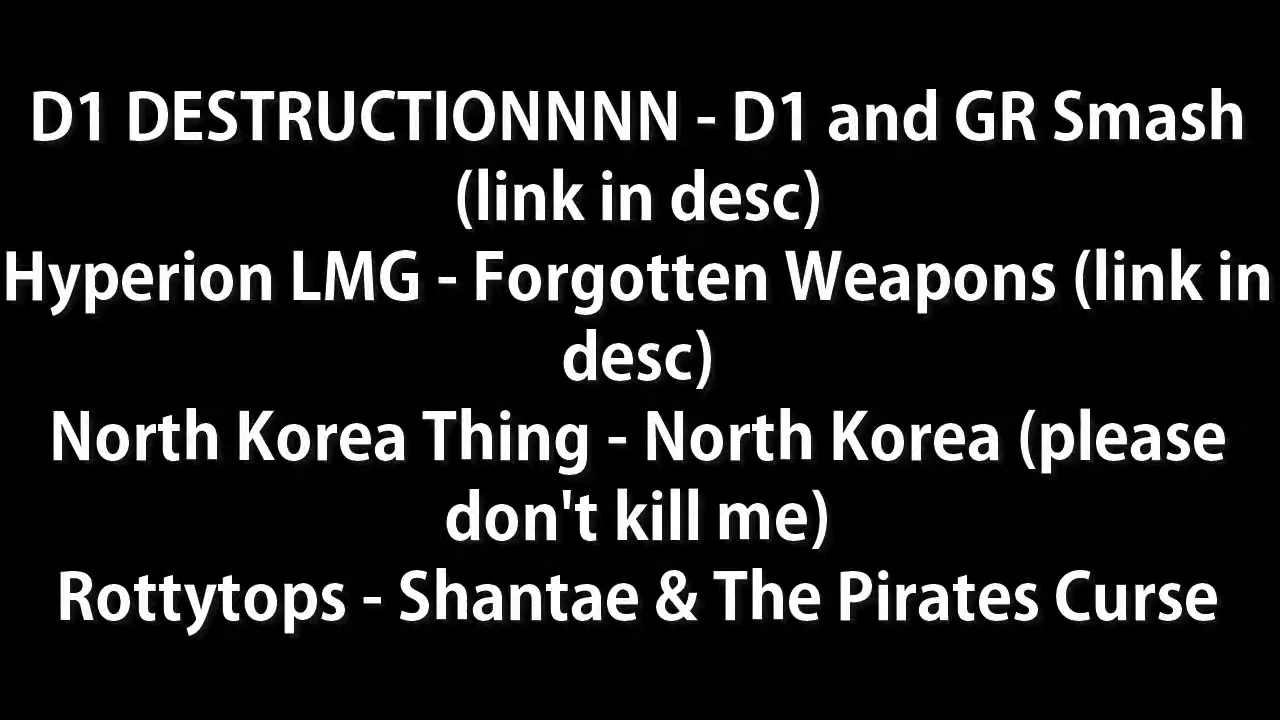 D1 DESTRUCTIONNNN - D1 and GR Smash
(link in desc)
Hyperion LMG - Forgotten Weapons (link in
desc)
North Korea Thing - North Korea (please
don't kill me)
Rottytops - Shantae & The Pirates Curse